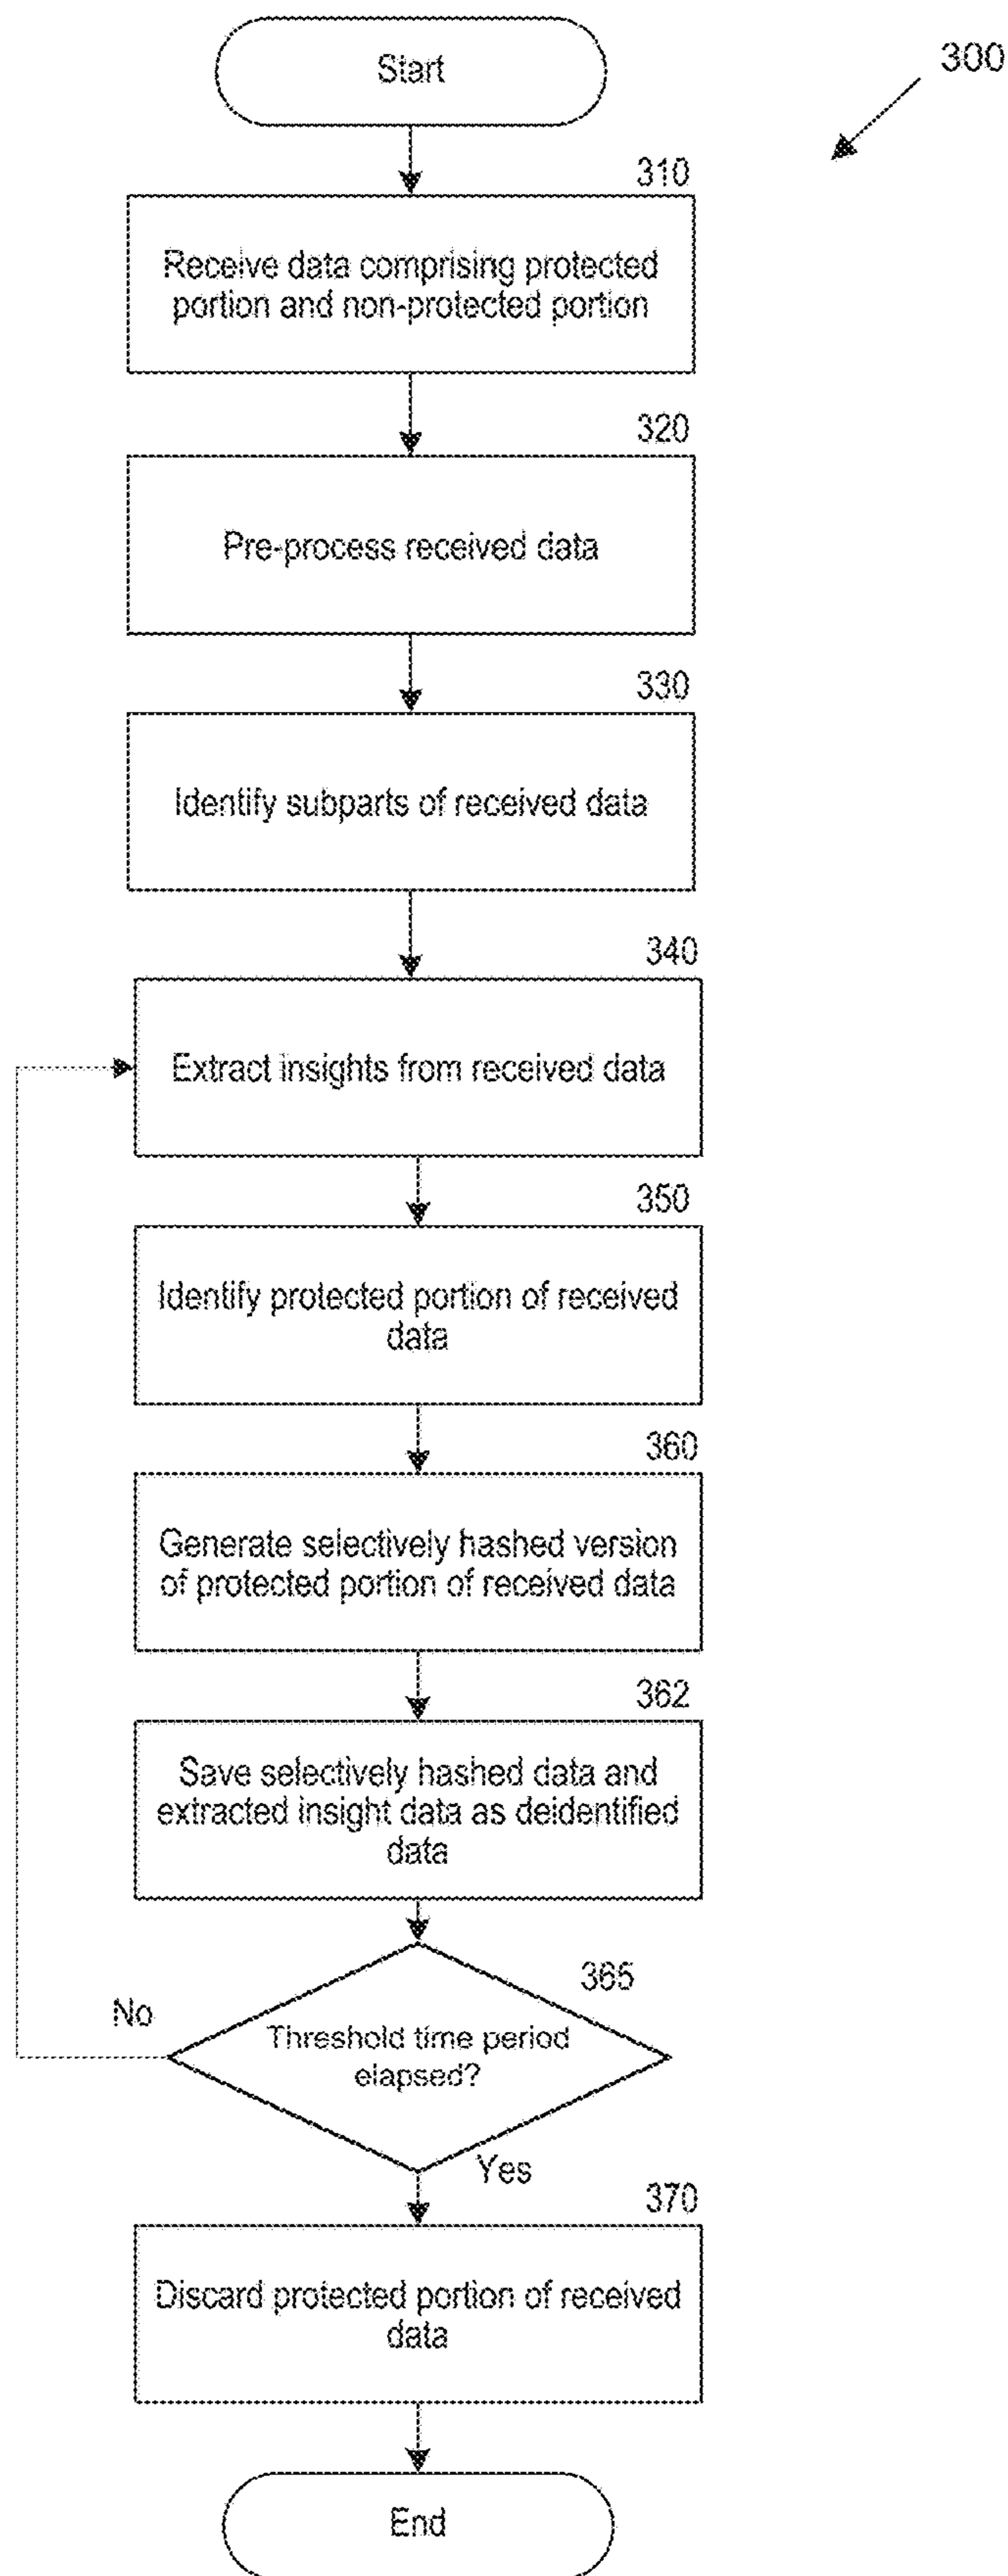 Start
300
310
Receive data comprising protected
portion and non-protected portion
320
Pre-process received data
330
Identify subparts of received data
340
Extract insights from received data
350
Identify protected portion of received
data
360
Generate selectively hashed version
of protected portion of received data
362
Save selectively hashed data and
extracted insight data as deidentified
data
365
No
Threshold time period
elapsed?
Yes
370
Discard protected portion of received
data
End